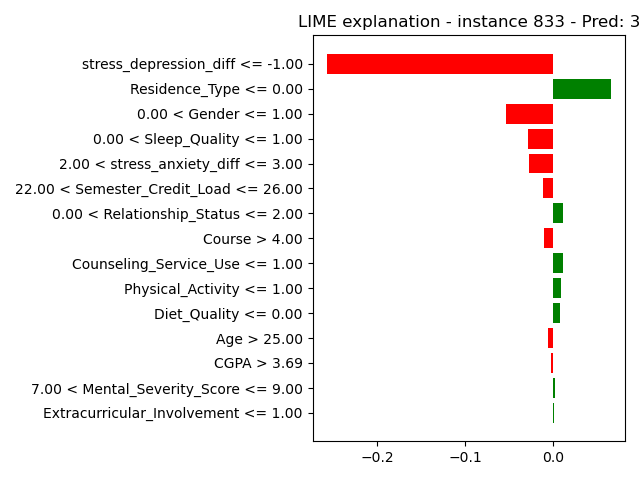 LIME explanation - instance 833 - Pred: 3
stress_depression_diff <= -1.00
Residence_Type <= 0.00
0.00 < Gender <= 1.00
0.00 < Sleep_Quality <= 1.00
2.00 < stress_anxiety_diff <= 3.00
22.00 < Semester_Credit_Load <= 26.00
0.00 < Relationship_Status <= 2.00
Course > 4.00
Counseling_Service_Use <= 1.00
Physical_Activity <= 1.00
Diet_Quality <= 0.00
Age > 25.00
CGPA > 3.69
7.00 < Mental_Severity_Score <= 9.00
Extracurricular_Involvement <= 1.00
−0.2 −0.1 0.0